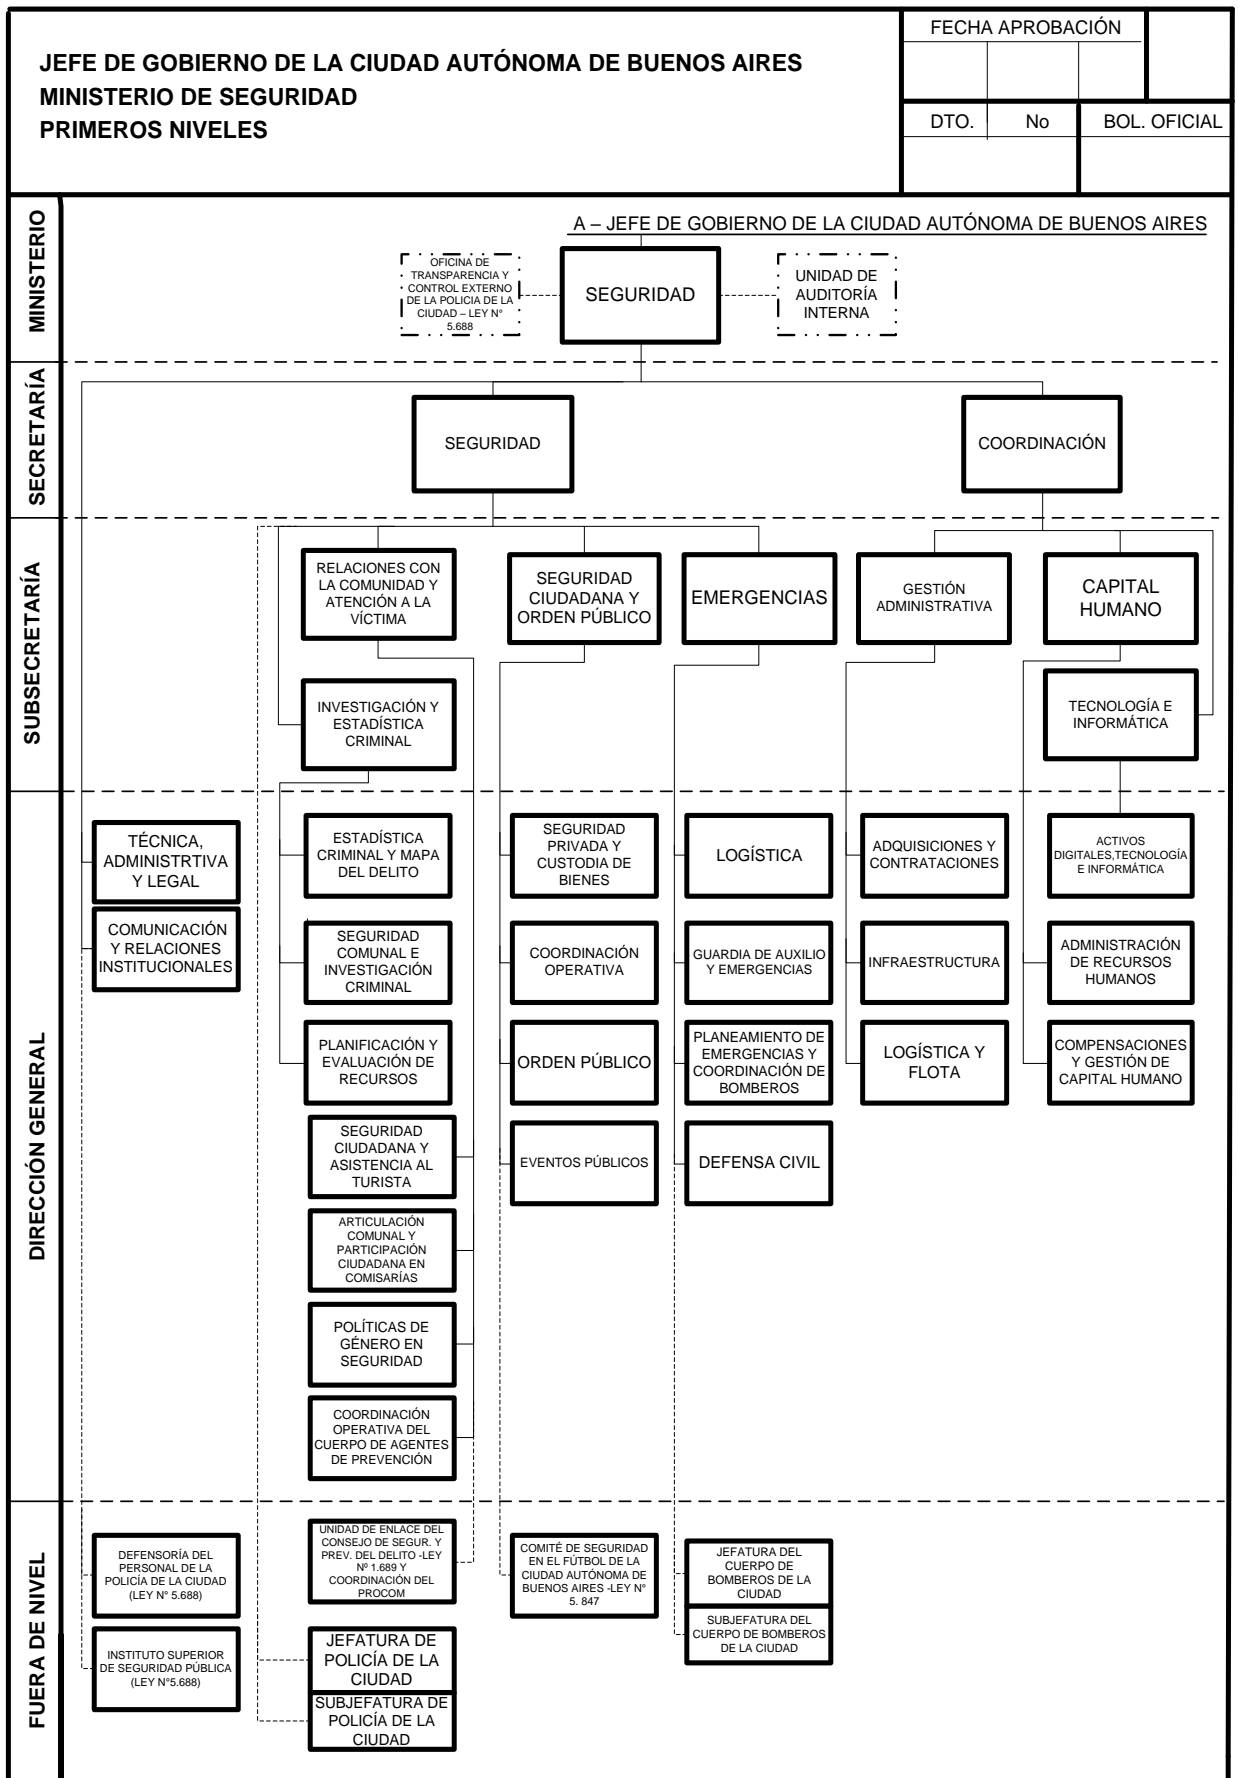 JEFE DE GOBIERNO DE LA CIUDAD AUTÓNOMA DE BUENOS AIRES
MINISTERIO DE SEGURIDAD
PRIMEROS NIVELES
FECHA APROBACIÓN
DTO.
No
BOL. OFICIAL
MINISTERIO
A – JEFE DE GOBIERNO DE LA CIUDAD AUTÓNOMA DE BUENOS AIRES
OFICINA DE
TRANSPARENCIA Y
CONTROL EXTERNO
DE LA POLICIA DE LA
CIUDAD – LEY N°
5.688
SEGURIDAD
UNIDAD DE
AUDITORÍA
INTERNA
SECRETARÍA
SEGURIDAD
COORDINACIÓN
SUBSECRETARÍA
RELACIONES CON
LA COMUNIDAD Y
ATENCIÓN A LA
VÍCTIMA
SEGURIDAD
CIUDADANA Y
ORDEN PÚBLICO
EMERGENCIAS
GESTIÓN
ADMINISTRATIVA
CAPITAL
HUMANO
INVESTIGACIÓN Y
ESTADÍSTICA
CRIMINAL
TECNOLOGÍA E
INFORMÁTICA
DIRECCIÓN GENERAL
TÉCNICA,
ADMINISTRTIVA
Y LEGAL
ESTADÍSTICA
CRIMINAL Y MAPA
DEL DELITO
SEGURIDAD
PRIVADA Y
CUSTODIA DE
BIENES
LOGÍSTICA
ADQUISICIONES Y
CONTRATACIONES
ACTIVOS
DIGITALES,TECNOLOGÍA
E INFORMÁTICA
COMUNICACIÓN
Y RELACIONES
INSTITUCIONALES
SEGURIDAD
COMUNAL E
INVESTIGACIÓN
CRIMINAL
COORDINACIÓN
OPERATIVA
GUARDIA DE AUXILIO
Y EMERGENCIAS
INFRAESTRUCTURA
ADMINISTRACIÓN
DE RECURSOS
HUMANOS
PLANIFICACIÓN Y
EVALUACIÓN DE
RECURSOS
ORDEN PÚBLICO
PLANEAMIENTO DE
EMERGENCIAS Y
COORDINACIÓN DE
BOMBEROS
LOGÍSTICA Y
FLOTA
COMPENSACIONES
Y GESTIÓN DE
CAPITAL HUMANO
SEGURIDAD
CIUDADANA Y
ASISTENCIA AL
TURISTA
EVENTOS PÚBLICOS
DEFENSA CIVIL
ARTICULACIÓN
COMUNAL Y
PARTICIPACIÓN
CIUDADANA EN
COMISARÍAS
POLÍTICAS DE
GÉNERO EN
SEGURIDAD
COORDINACIÓN
OPERATIVA DEL
CUERPO DE AGENTES
DE PREVENCIÓN
FUERA DE NIVEL
DEFENSORÍA DEL
PERSONAL DE LA
POLICÍA DE LA CIUDAD
(LEY N° 5.688)
UNIDAD DE ENLACE DEL
CONSEJO DE SEGUR. Y
PREV. DEL DELITO -LEY
Nº 1.689 Y
COORDINACIÓN DEL
PROCOM
COMITÉ DE SEGURIDAD
EN EL FÚTBOL DE LA
CIUDAD AUTÓNOMA DE
BUENOS AIRES -LEY N°
5. 847
JEFATURA DEL
CUERPO DE
BOMBEROS DE LA
CIUDAD
SUBJEFATURA DEL
CUERPO DE BOMBEROS
DE LA CIUDAD
INSTITUTO SUPERIOR
DE SEGURIDAD PÚBLICA
(LEY N°5.688)
JEFATURA DE
POLICÍA DE LA
CIUDAD
SUBJEFATURA DE
POLICÍA DE LA
CIUDAD